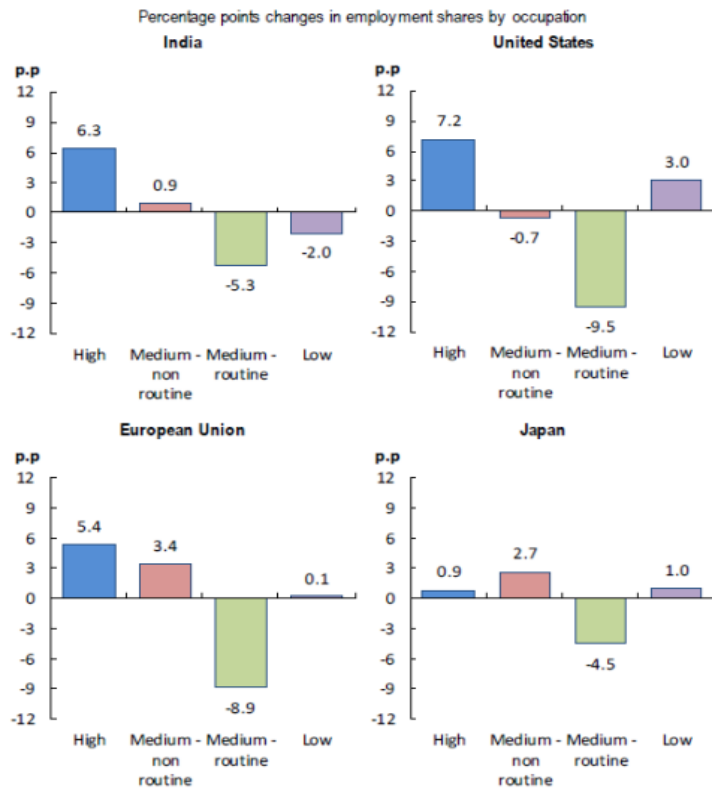 Percentage points changes in employment shares by occupation
India
p.p
12
9
6
3
0
-3
-6
-9
-12
6.3
0.9
-5.3
-2.0
High
Medium -
non
routine
Medium -
routine
Low
United States
p.p
12
9
6
3
0
-3
-6
-9
-12
7.2
-0.7
-9.5
3.0
High
Medium -
non
routine
Medium -
routine
Low
European Union
p.p
12
9
6
3
0
-3
-6
-9
-12
5.4
3.4
-8.9
0.1
High
Medium -
non
routine
Medium -
routine
Low
Japan
p.p
12
9
6
3
0
-3
-6
-9
-12
0.9
2.7
-4.5
1.0
High
Medium -
non
routine
Medium -
routine
Low